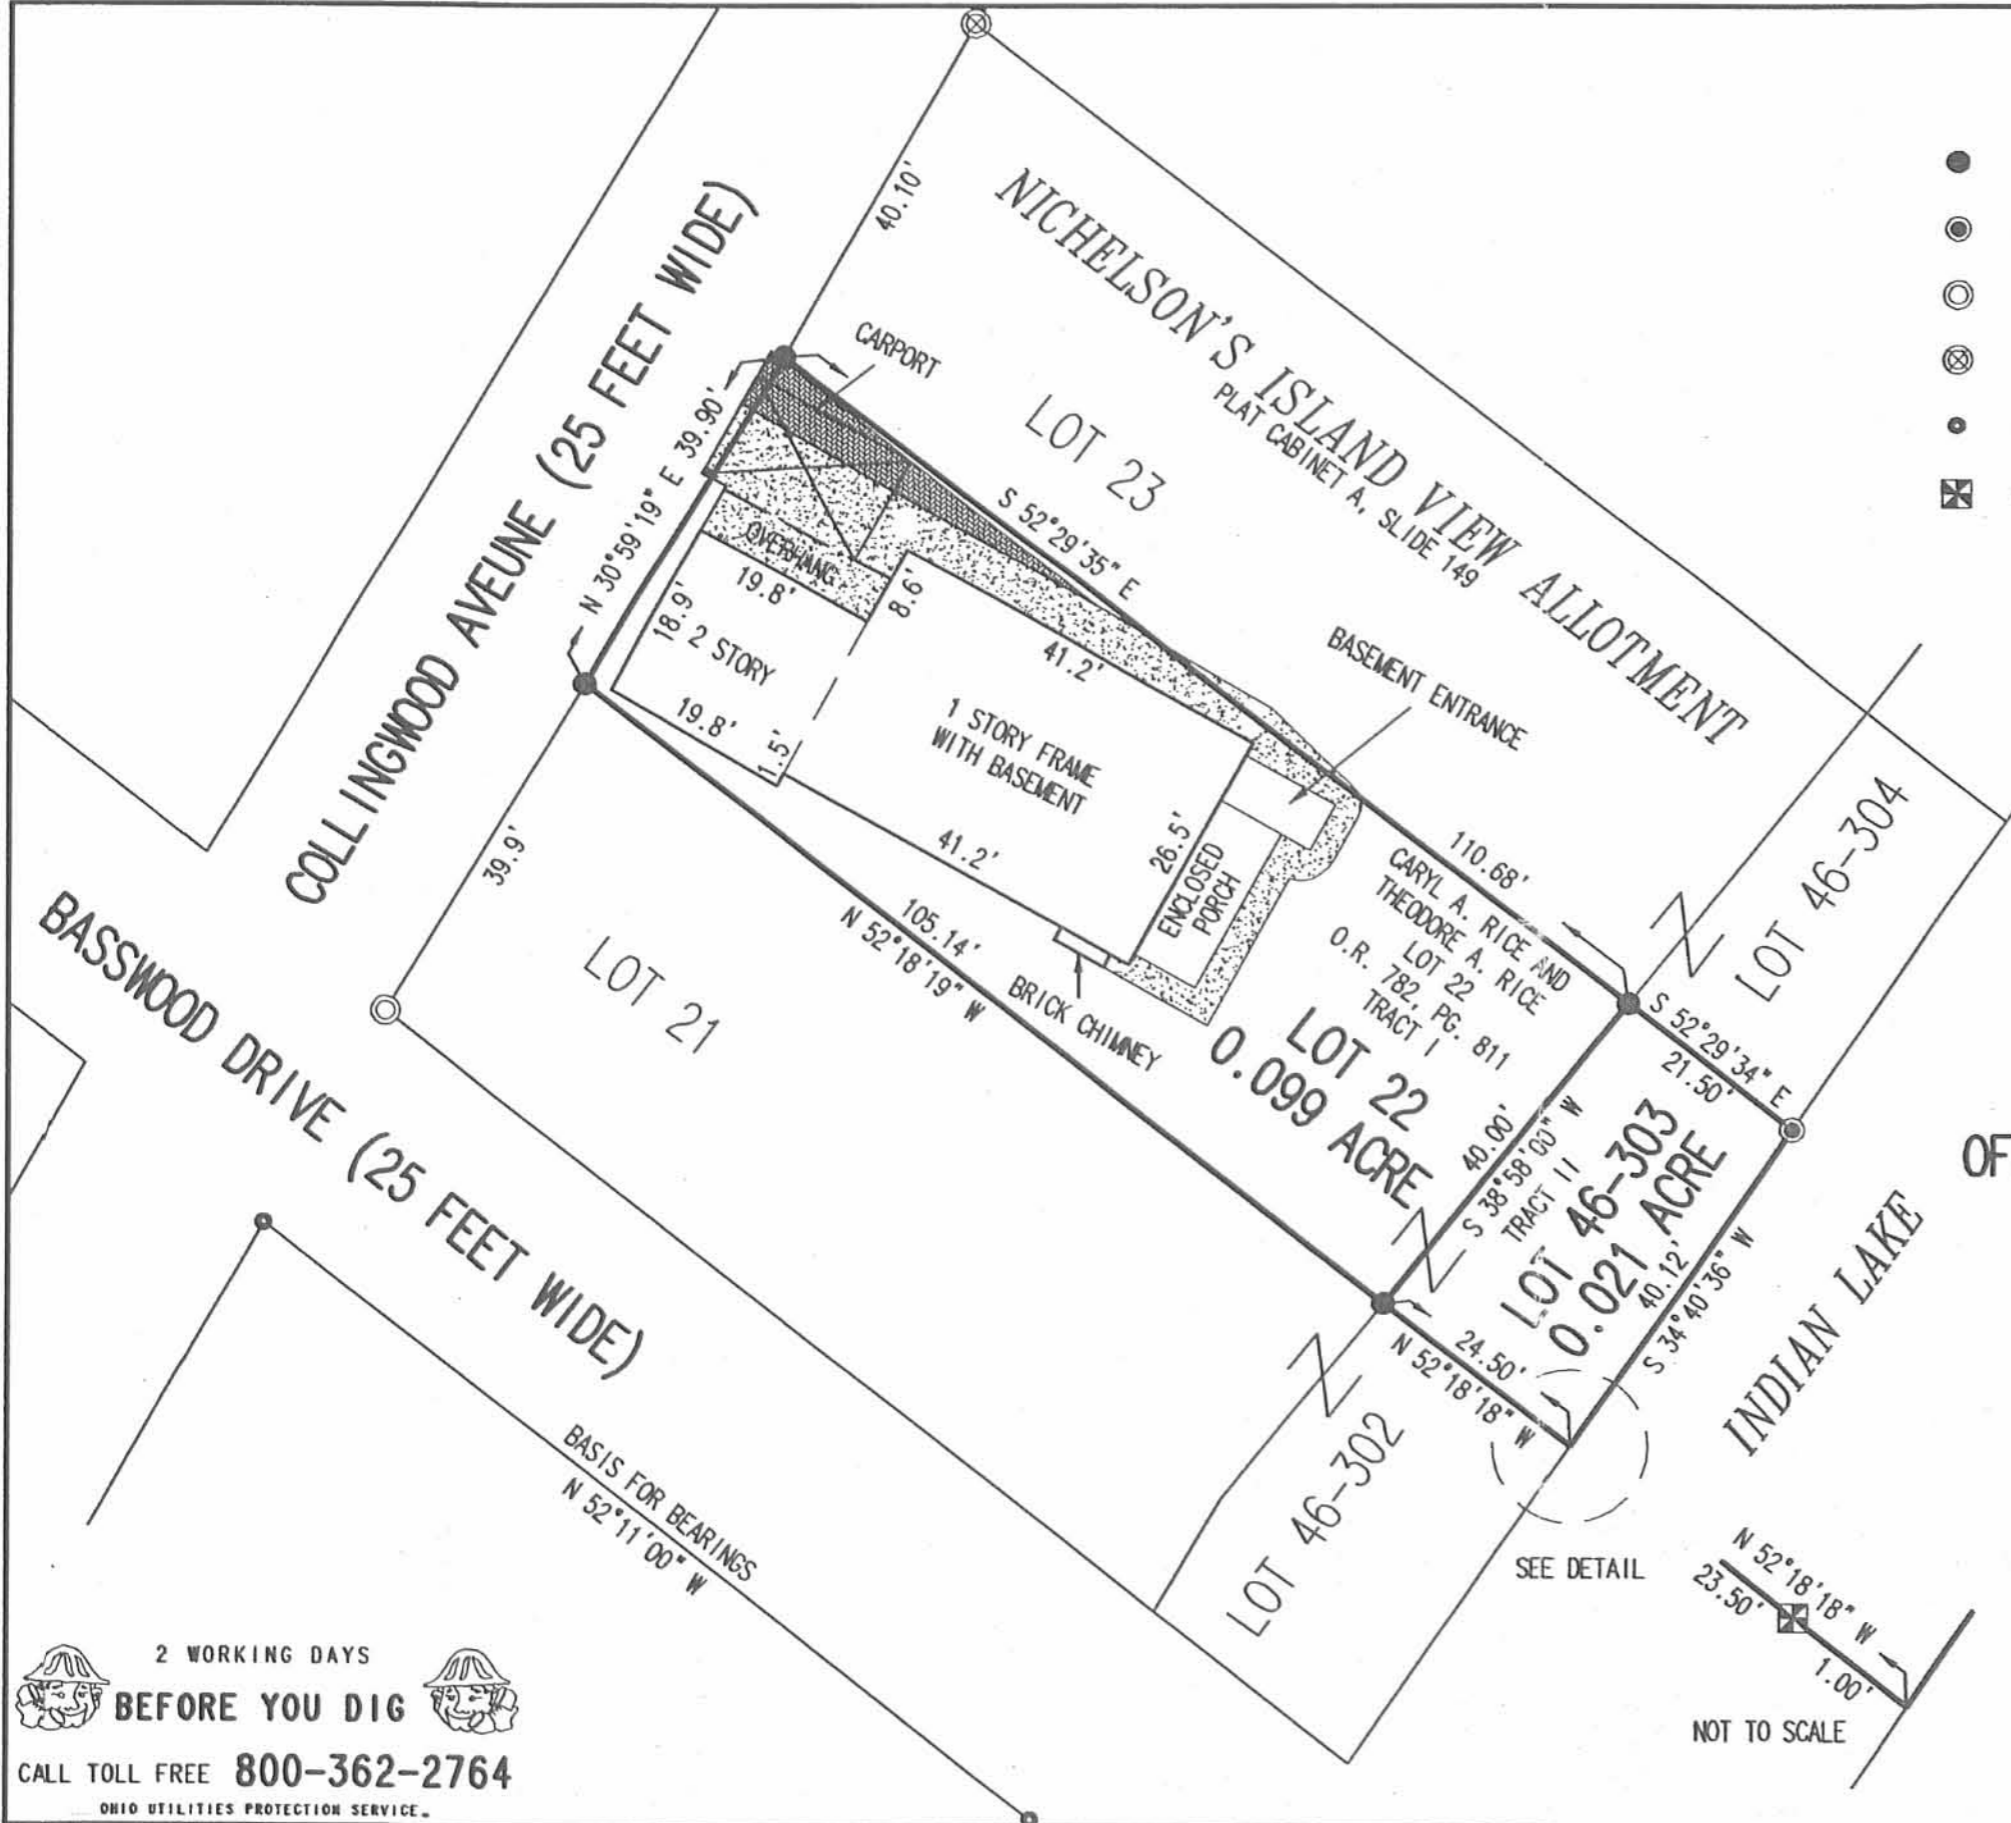 40.10'
NICHELSON'S ISLAND VIEW ALLOTMENT
PLAT CABINET A, SLIDE 149
COLLINGWOOD AVEUNE (25 FEET WIDE)
CARPORT
LOT 23
N 30°59'19" E 39.90'
S 52°29'35" E
110.68'
OVERHANG
19.8'
18.9'
2 STORY
19.8'
1.5'
8.6'
41.2'
1 STORY FRAME
WITH BASEMENT
41.2'
26.5'
BASEMENT ENTRANCE
ENCLOSED
PORCH
BRICK CHIMNEY
39.9'
LOT 21
105.14'
N 52°18'19" W
CARYL A. RICE AND
THEODORE A. RICE
LOT 22
O.R. 782, PG. 811
TRACT I
LOT 22
0.099 ACRE
LOT 46-304
S 52°29'34" E
21.50'
40.00'
S 38°58'00" W
TRACT II
LOT 46-303
0.021 ACRE
40.12'
S 34°40'36" W
24.50'
N 52°18'18" W
OF
INDIAN LAKE
LOT 46-302
BASSWOOD DRIVE (25 FEET WIDE)
BASIS FOR BEARINGS
N 52°11'00" W
SEE DETAIL
N 52°18'18" W
23.50'
1.00'
NOT TO SCALE
2 WORKING DAYS
BEFORE YOU DIG
CALL TOLL FREE 800-362-2764
OHIO UTILITIES PROTECTION SERVICE.